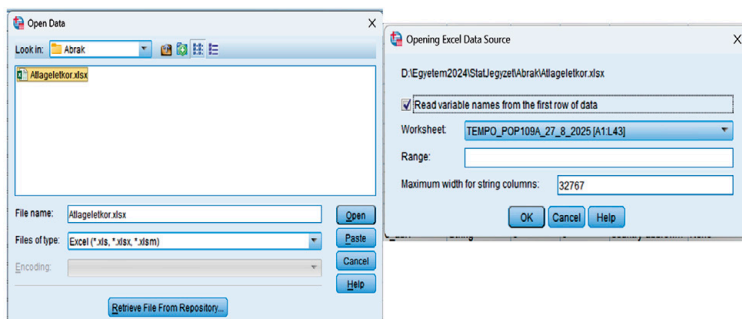 Open Data
X
Look in: Abrak
Atlageletkor.xlsx
File name: Atlageletkor.xlsx
Files of type: Excel (*.xls, *.xlsx, *.xlsm)
Encoding:
Open
Paste
Cancel
Help
Retrieve File From Repository...
Opening Excel Data Source
X
D:\Egyetem2024\StatJegyzet\Abrak\Atlageletkor.xlsx
Read variable names from the first row of data
Worksheet: TEMPO_POP109A_27_8_2025 [A1:L43]
Range:
Maximum width for string columns: 32767
OK Cancel Help